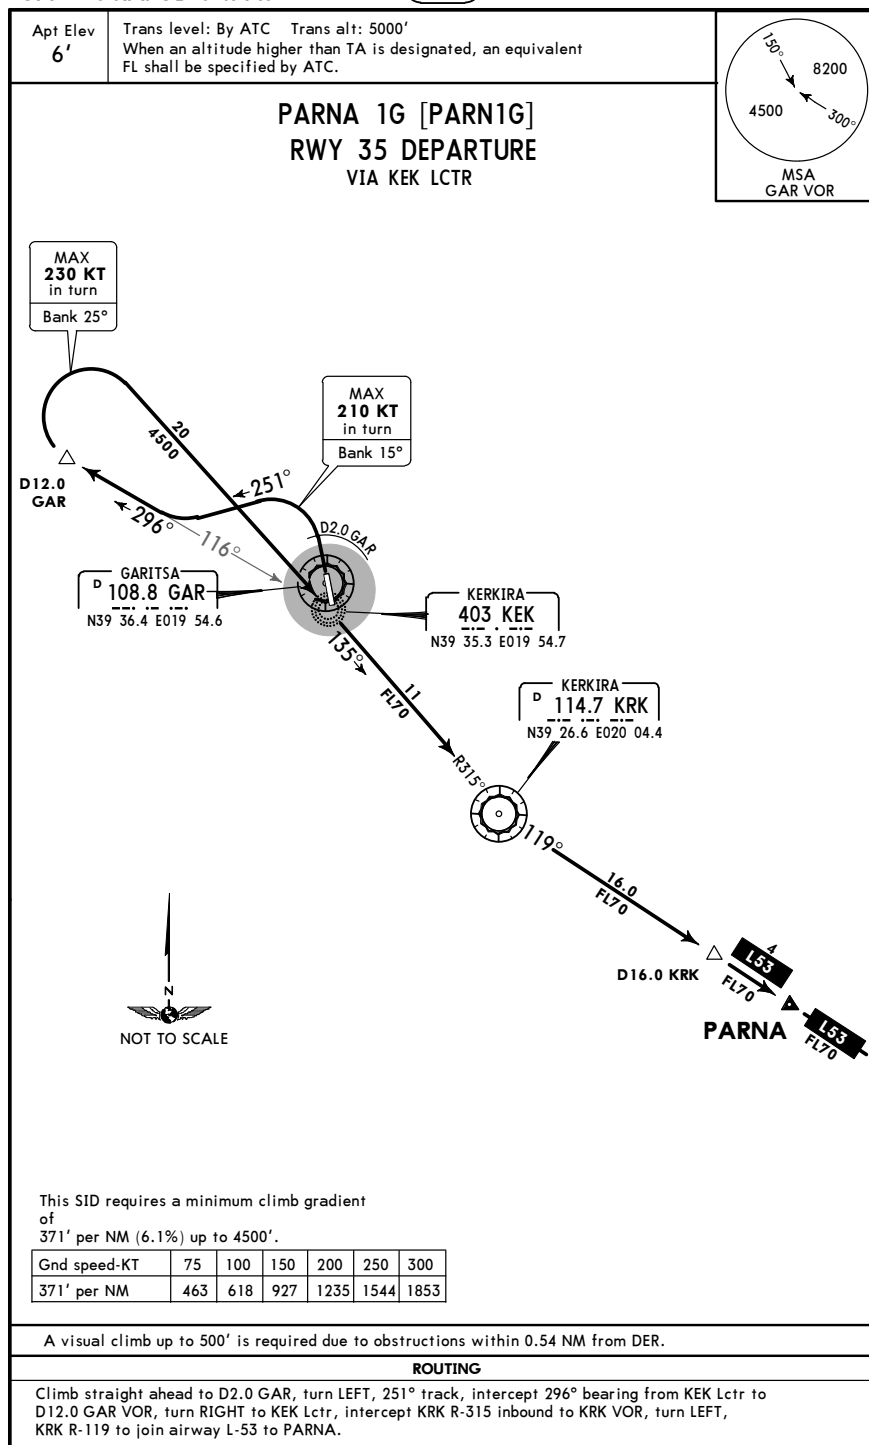 Apt Elev
6'
Trans level: By ATC Trans alt: 5000'
When an altitude higher than TA is designated, an equivalent
FL shall be specified by ATC.
150°
8200
4500
300°
MSA
GAR VOR
PARNA 1G [PARN1G]
RWY 35 DEPARTURE
VIA KEK LCTR
MAX
230 KT
in turn
Bank 25°
MAX
210 KT
in turn
Bank 15°
20
4500
D12.0
GAR
251°
296°
116°
D2.0 GAR
GARITSA
D 108.8 GAR
N39 36.4 E019 54.6
KERKIRA
403 KEK
N39 35.3 E019 54.7
135°
11
FL70
KERKIRA
D 114.7 KRK
N39 26.6 E020 04.4
R315°
119°
16.0
FL70
D16.0 KRK
4
L53
FL70
PARNA
L53
FL70
N
NOT TO SCALE
This SID requires a minimum climb gradient
of
371' per NM (6.1%) up to 4500'.
Gnd speed-KT 75 100 150 200 250 300
371' per NM 463 618 927 1235 1544 1853
A visual climb up to 500' is required due to obstructions within 0.54 NM from DER.
ROUTING
Climb straight ahead to D2.0 GAR, turn LEFT, 251° track, intercept 296° bearing from KEK Lctr to
D12.0 GAR VOR, turn RIGHT to KEK Lctr, intercept KRK R-315 inbound to KRK VOR, turn LEFT,
KRK R-119 to join airway L-53 to PARNA.